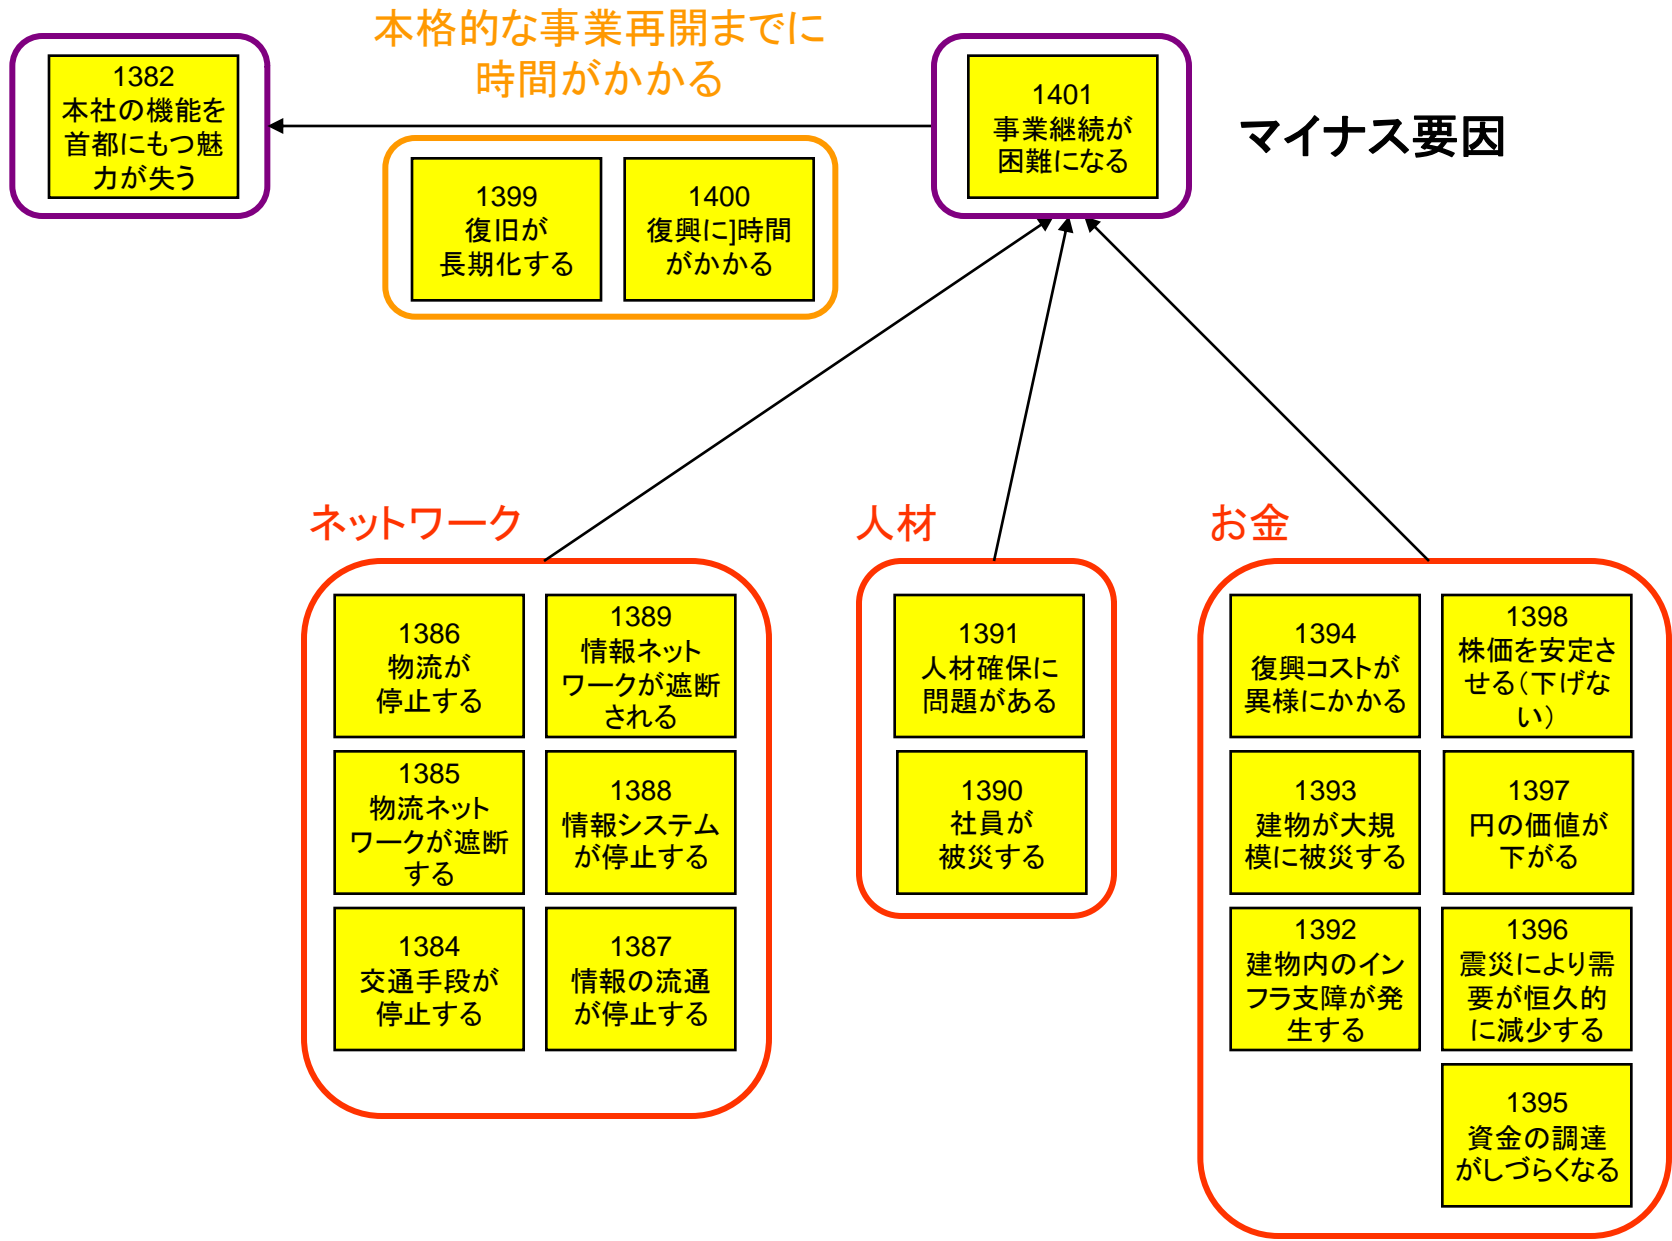 本格的な事業再開までに
時間がかかる
1382
本社の機能を
首都にもつ魅
力が失う
1401
事業継続が
困難になる
マイナス要因
1399
復旧が
長期化する
1400
復興に]時間
がかかる
ネットワーク
1386
物流が
停止する
1389
情報ネット
ワークが遮断
される
1385
物流ネット
ワークが遮断
する
1388
情報システム
が停止する
1384
交通手段が
停止する
1387
情報の流通
が停止する
人材
1391
人材確保に
問題がある
1390
社員が
被災する
お金
1394
復興コストが
異様にかかる
1398
株価を安定さ
せる(下げな
い)
1393
建物が大規
模に被災する
1397
円の価値が
下がる
1392
建物内のイン
フラ支障が発
生する
1396
震災により需
要が恒久的
に減少する
1395
資金の調達
がしづらくなる